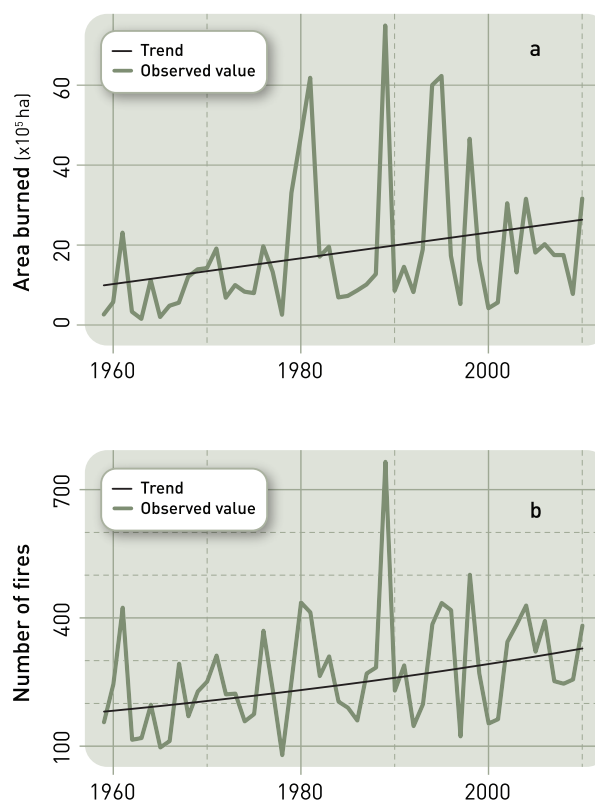 Trend
Observed value
a
Area burned (x10⁵ha)
60
40
20
0
1960 1980 2000
Trend
Observed value
b
Number of fires
700
400
100
1960 1980 2000